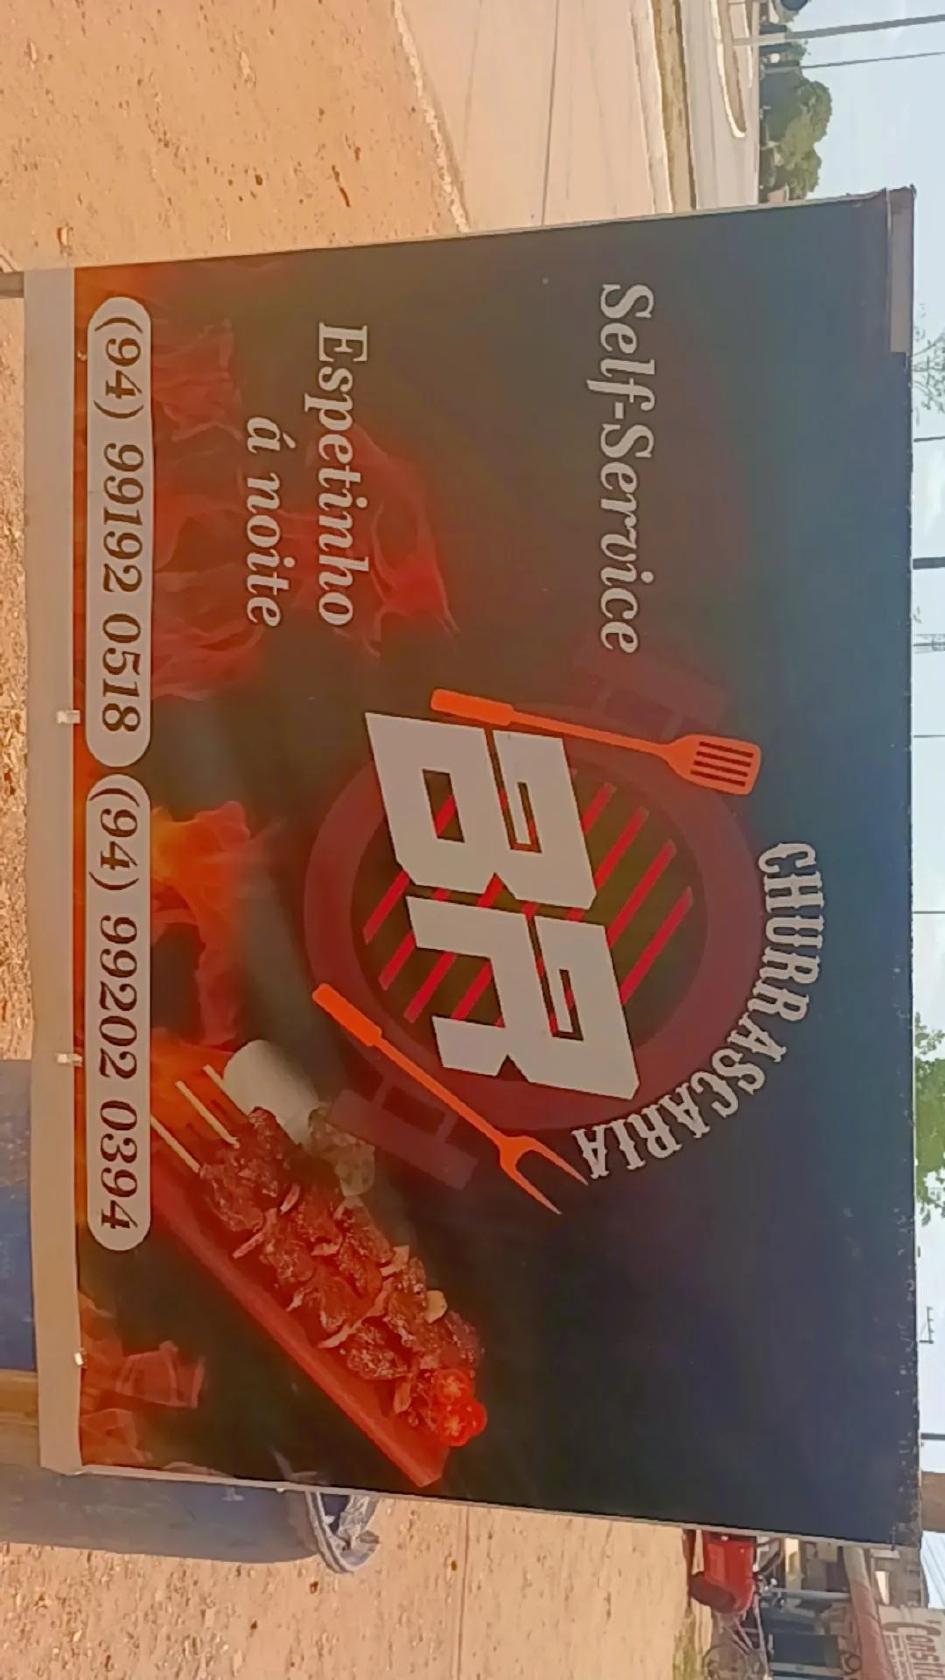 CHURRASCARIA
BR
Self-Service
Espetinho
á noite
(94) 99192 0518 (94) 99202 0394